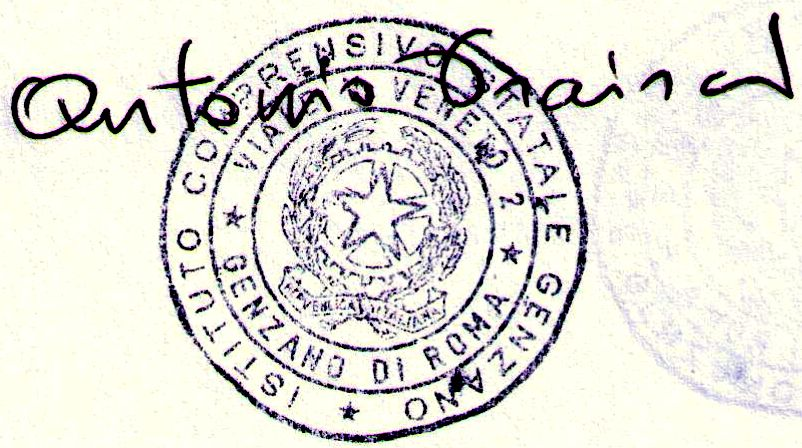 Antonio
ISTITUTO COMPRENSIVO STATALE GENZANO
VIA VENETO 2
GENZANO DI ROMA
REPUBBLICA ITALIANA